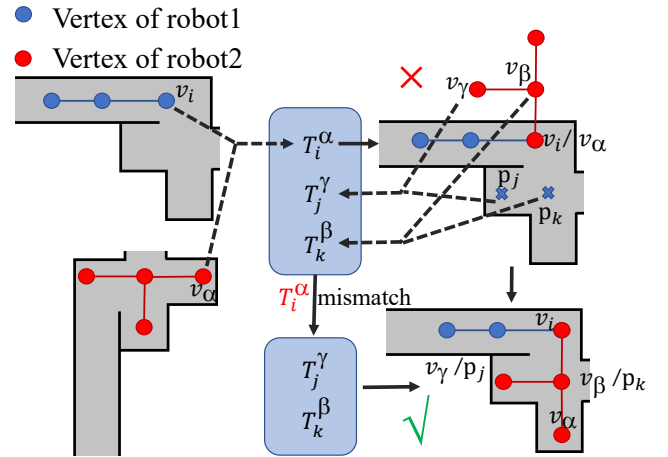 Vertex of robot1
Vertex of robot2
v_i
v_α
T_i^α
T_j^γ
T_k^β
×
v_γ
v_β
v_i/v_α
p_j
p_k
T_i^α mismatch
T_j^γ
T_k^β
√
v_i
v_γ/p_j
v_β/p_k
v_α